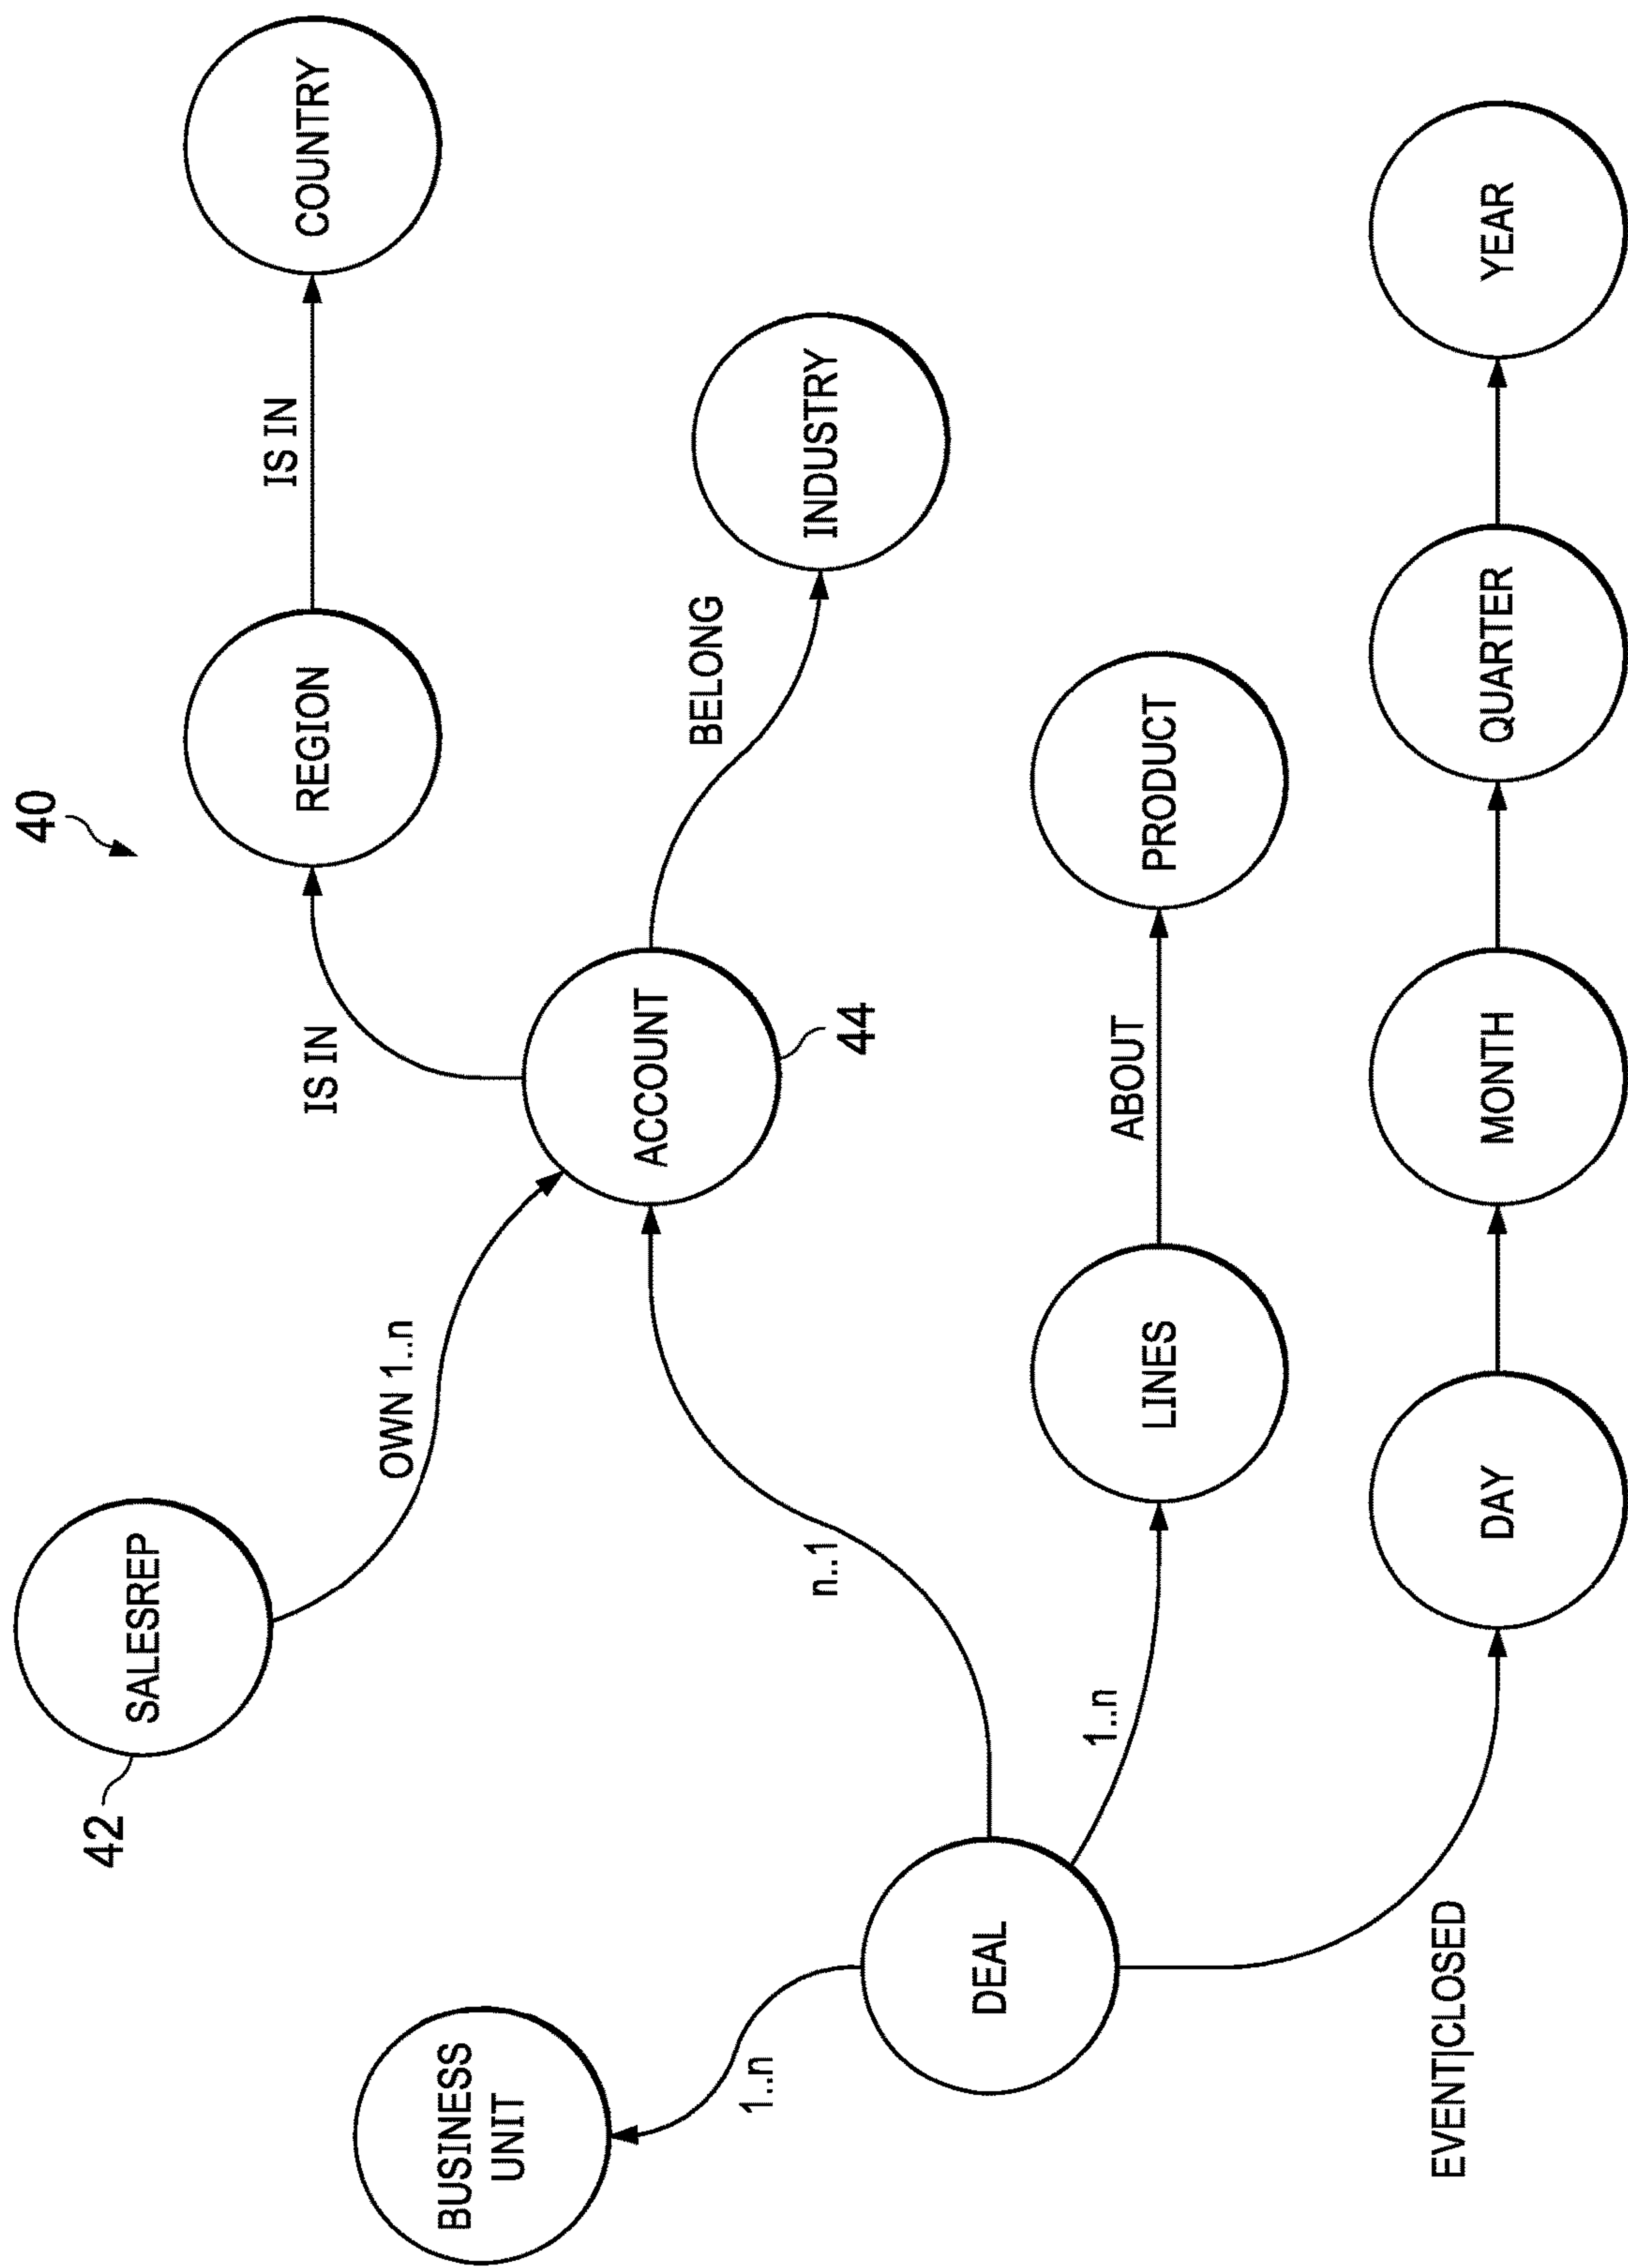 40
42
SALESREP
OWN 1..n
IS IN
REGION
IS IN
COUNTRY
BUSINESS
UNIT
1..n
n..1
ACCOUNT
44
BELONG
INDUSTRY
DEAL
1..n
LINES
ABOUT
PRODUCT
EVENT|CLOSED
DAY
MONTH
QUARTER
YEAR